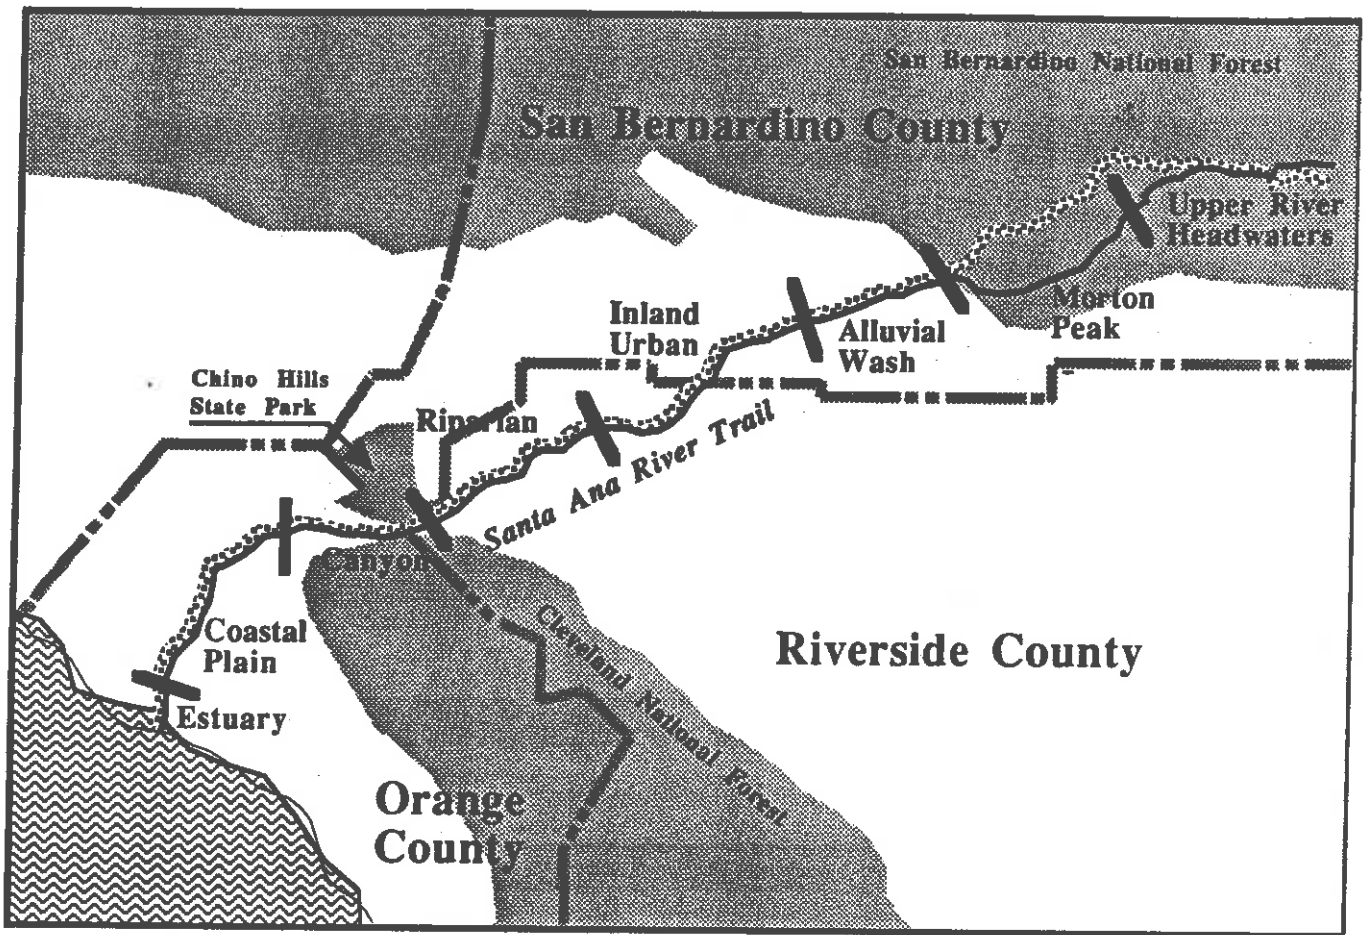 San Bernardino National Forest
San Bernardino County
Upper River
Headwaters
Morton
Peak
Inland
Urban
Alluvial
Wash
Chino Hills
State Park
Riparian
Santa Ana River Trail
Canyon
Cleveland National Forest
Coastal
Plain
Riverside County
Estuary
Orange
County